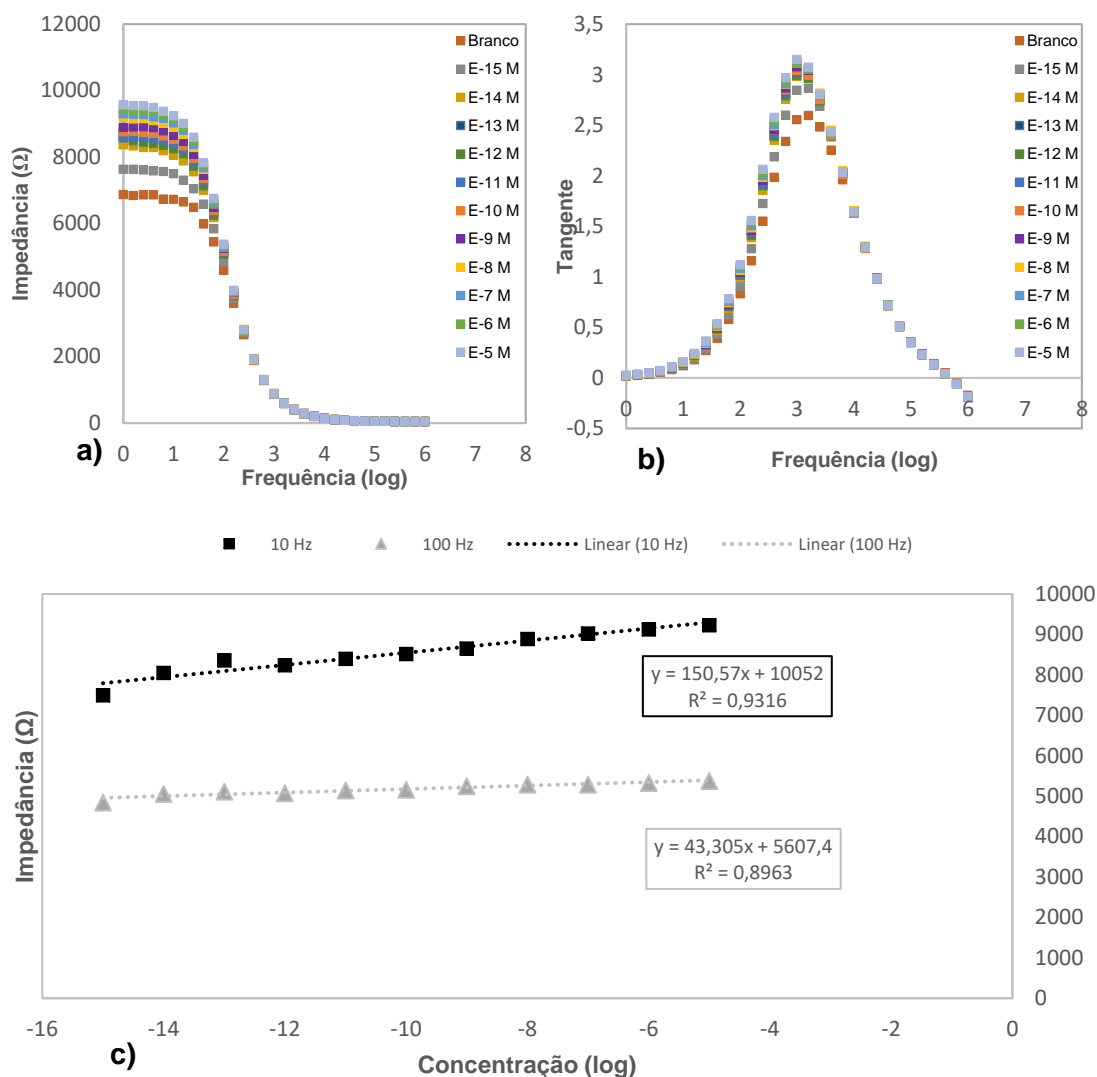 12000
10000
8000
6000
4000
2000
0
Impedância (Ω)
0 1 2 3 4 5 6 7 8
Frequência (log)
a)
Branco
E-15 M
E-14 M
E-13 M
E-12 M
E-11 M
E-10 M
E-9 M
E-8 M
E-7 M
E-6 M
E-5 M
3,5
3
2,5
2
1,5
1
0,5
0
-0,5
Tangente
0 1 2 3 4 5 6 7 8
Frequência (log)
b)
Branco
E-15 M
E-14 M
E-13 M
E-12 M
E-11 M
E-10 M
E-9 M
E-8 M
E-7 M
E-6 M
E-5 M
10 Hz 100 Hz Linear (10 Hz) Linear (100 Hz)
Impedância (Ω)
10000
9000
8000
7000
6000
5000
4000
3000
2000
1000
0
y = 150,57x + 10052
R² = 0,9316
y = 43,305x + 5607,4
R² = 0,8963
-16 -14 -12 -10 -8 -6 -4 -2 0
c)
Concentração (log)